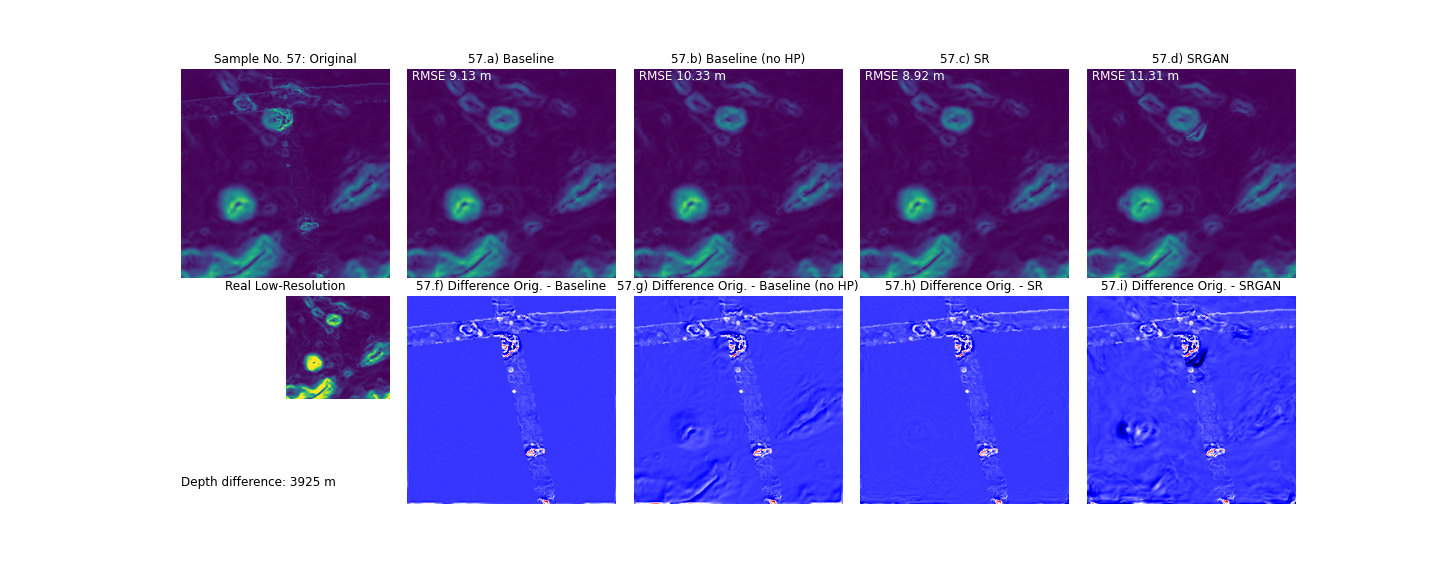 Sample No. 57: Original
57.a) Baseline
57.b) Baseline (no HP)
57.c) SR
57.d) SRGAN
RMSE 9.13 m
RMSE 10.33 m
RMSE 8.92 m
RMSE 11.31 m
Real Low-Resolution
57.f) Difference Orig. - Baseline
57.g) Difference Orig. - Baseline (no HP)
57.h) Difference Orig. - SR
57.i) Difference Orig. - SRGAN
Depth difference: 3925 m